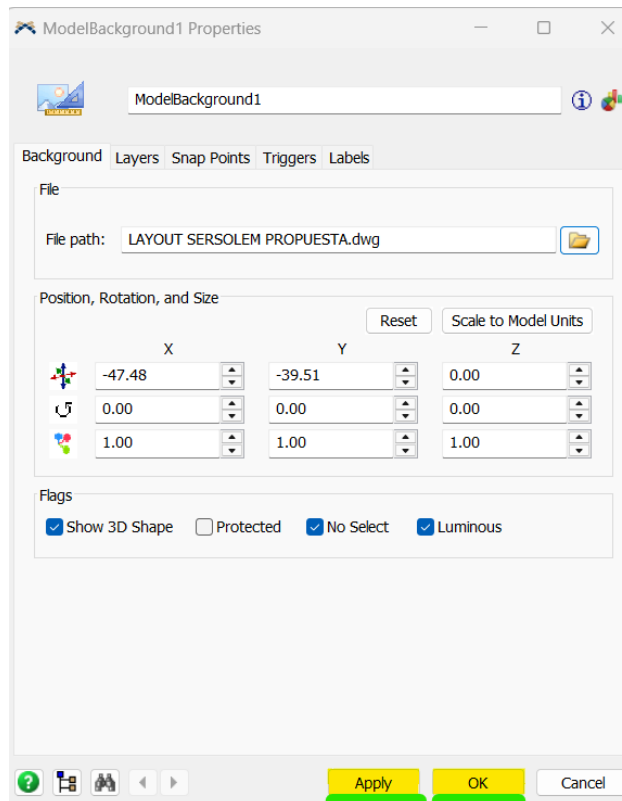 ModelBackground1 Properties
ModelBackground1
Background Layers Snap Points Triggers Labels
File
File path: LAYOUT SERSOLEM PROPUESTA.dwg
Position, Rotation, and Size
Reset Scale to Model Units
X Y Z
-47.48 -39.51 0.00
0.00 0.00 0.00
1.00 1.00 1.00
Flags
Show 3D Shape Protected No Select Luminous
Apply OK Cancel